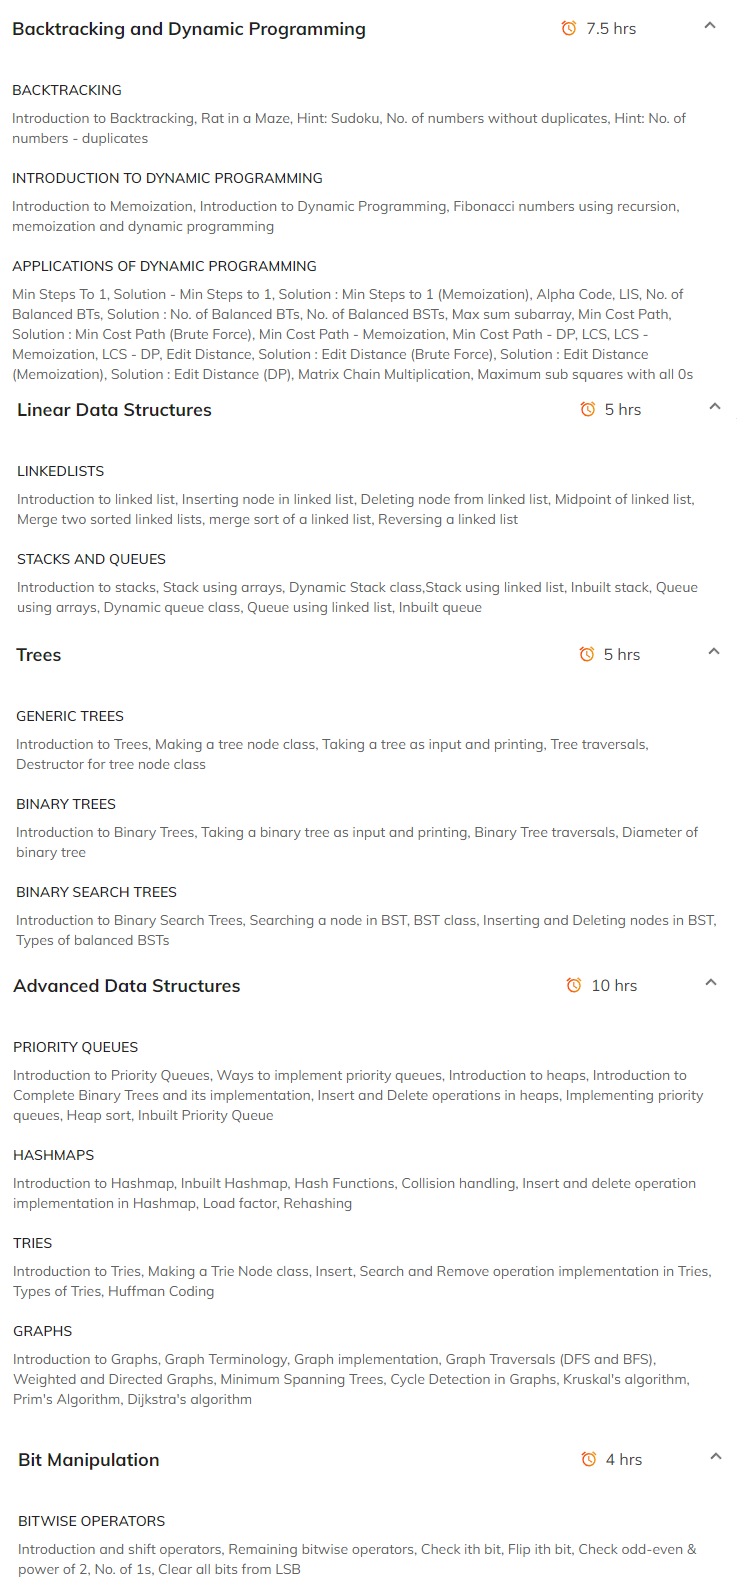 Backtracking and Dynamic Programming 7.5 hrs
BACKTRACKING
Introduction to Backtracking, Rat in a Maze, Hint: Sudoku, No. of numbers without duplicates, Hint: No. of
numbers - duplicates
INTRODUCTION TO DYNAMIC PROGRAMMING
Introduction to Memoization, Introduction to Dynamic Programming, Fibonacci numbers using recursion,
memoization and dynamic programming
APPLICATIONS OF DYNAMIC PROGRAMMING
Min Steps To 1, Solution - Min Steps to 1, Solution : Min Steps to 1 (Memoization), Alpha Code, LIS, No. of
Balanced BTs, Solution : No. of Balanced BTs, No. of Balanced BSTs, Max sum subarray, Min Cost Path,
Solution : Min Cost Path (Brute Force), Min Cost Path - Memoization, Min Cost Path - DP, LCS, LCS -
Memoization, LCS - DP, Edit Distance, Solution : Edit Distance (Brute Force), Solution : Edit Distance
(Memoization), Solution : Edit Distance (DP), Matrix Chain Multiplication, Maximum sub squares with all 0s
Linear Data Structures 5 hrs
LINKEDLISTS
Introduction to linked list, Inserting node in linked list, Deleting node from linked list, Midpoint of linked list,
Merge two sorted linked lists, merge sort of a linked list, Reversing a linked list
STACKS AND QUEUES
Introduction to stacks, Stack using arrays, Dynamic Stack class,Stack using linked list, Inbuilt stack, Queue
using arrays, Dynamic queue class, Queue using linked list, Inbuilt queue
Trees 5 hrs
GENERIC TREES
Introduction to Trees, Making a tree node class, Taking a tree as input and printing, Tree traversals,
Destructor for tree node class
BINARY TREES
Introduction to Binary Trees, Taking a binary tree as input and printing, Binary Tree traversals, Diameter of
binary tree
BINARY SEARCH TREES
Introduction to Binary Search Trees, Searching a node in BST, BST class, Inserting and Deleting nodes in BST,
Types of balanced BSTs
Advanced Data Structures 10 hrs
PRIORITY QUEUES
Introduction to Priority Queues, Ways to implement priority queues, Introduction to heaps, Introduction to
Complete Binary Trees and its implementation, Insert and Delete operations in heaps, Implementing priority
queues, Heap sort, Inbuilt Priority Queue
HASHMAPS
Introduction to Hashmap, Inbuilt Hashmap, Hash Functions, Collision handling, Insert and delete operation
implementation in Hashmap, Load factor, Rehashing
TRIES
Introduction to Tries, Making a Trie Node class, Insert, Search and Remove operation implementation in Tries,
Types of Tries, Huffman Coding
GRAPHS
Introduction to Graphs, Graph Terminology, Graph implementation, Graph Traversals (DFS and BFS),
Weighted and Directed Graphs, Minimum Spanning Trees, Cycle Detection in Graphs, Kruskal's algorithm,
Prim's Algorithm, Dijkstra's algorithm
Bit Manipulation 4 hrs
BITWISE OPERATORS
Introduction and shift operators, Remaining bitwise operators, Check ith bit, Flip ith bit, Check odd-even &
power of 2, No. of 1s, Clear all bits from LSB